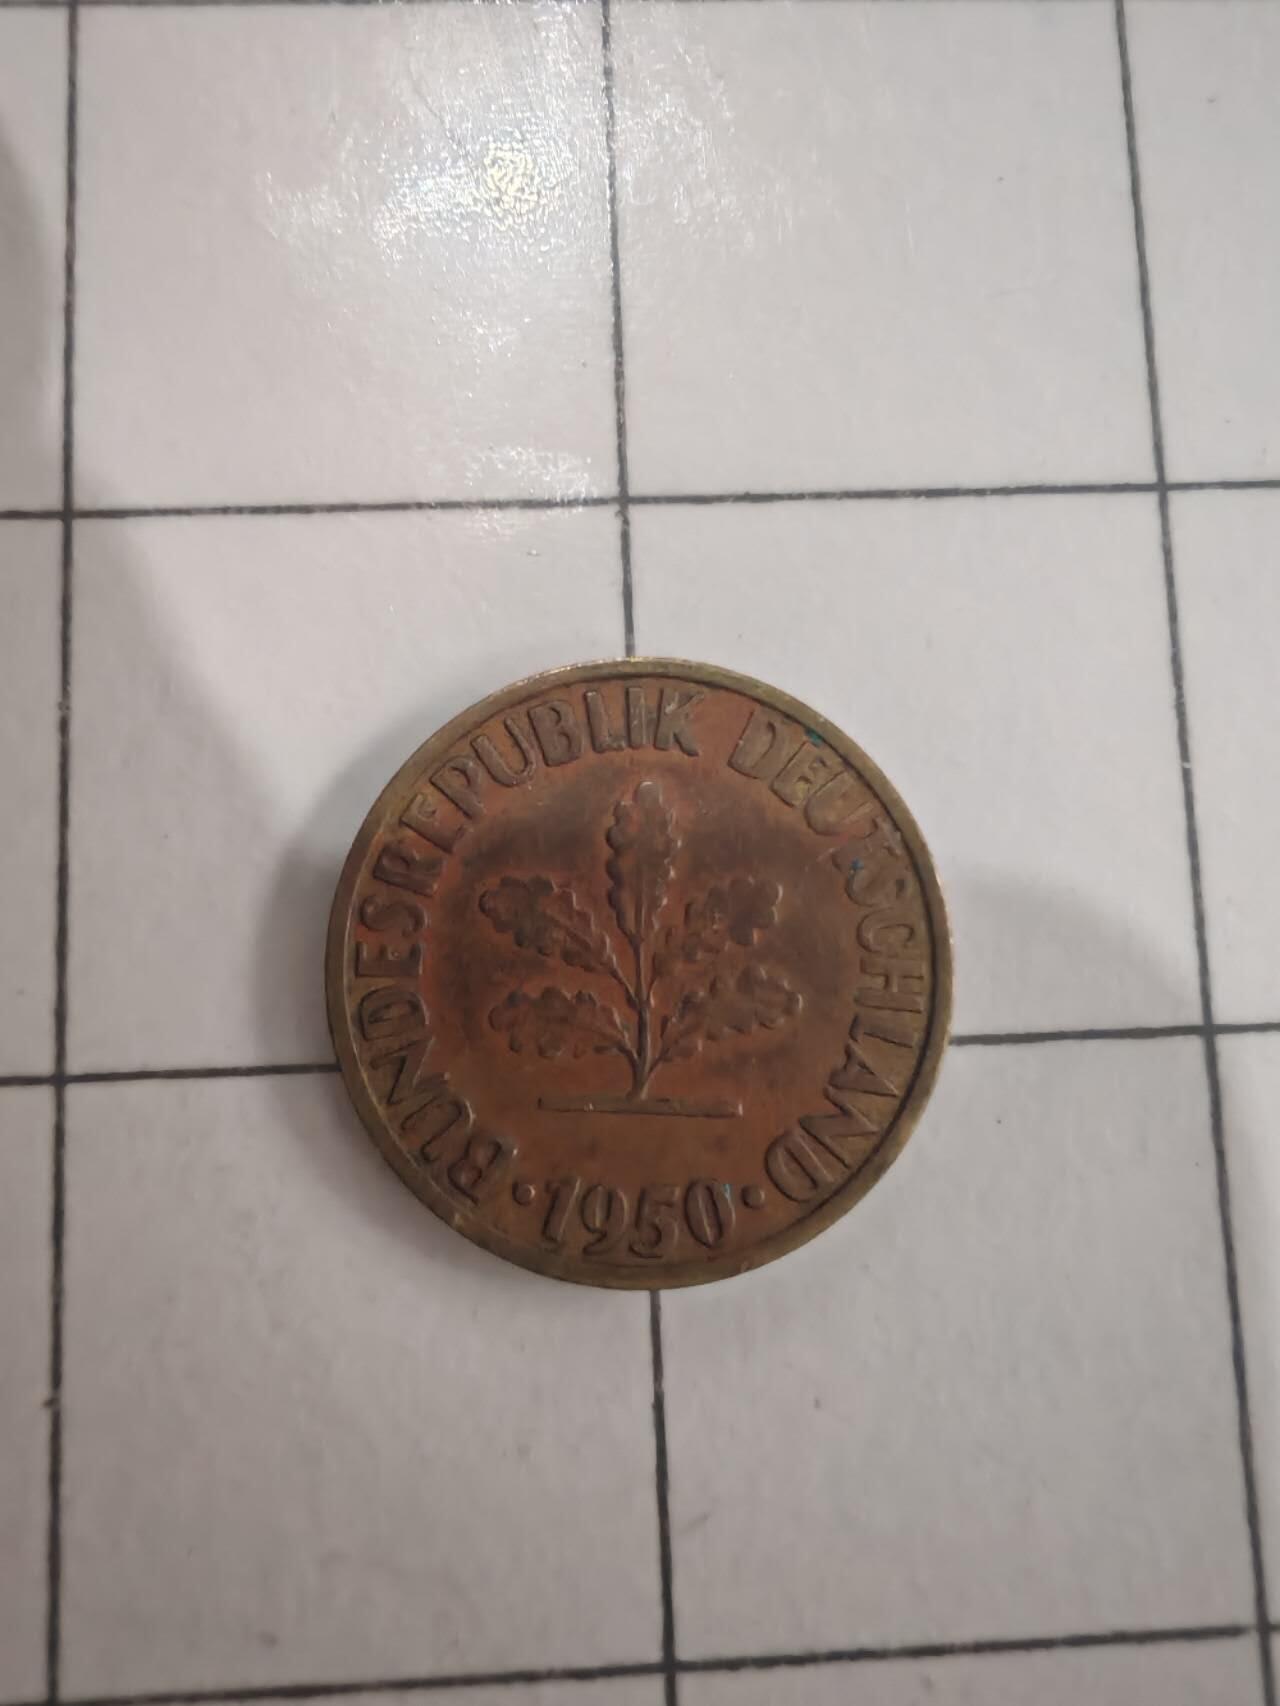 BUNDESREPUBLIK DEUTSCHLAND
· 1950 ·